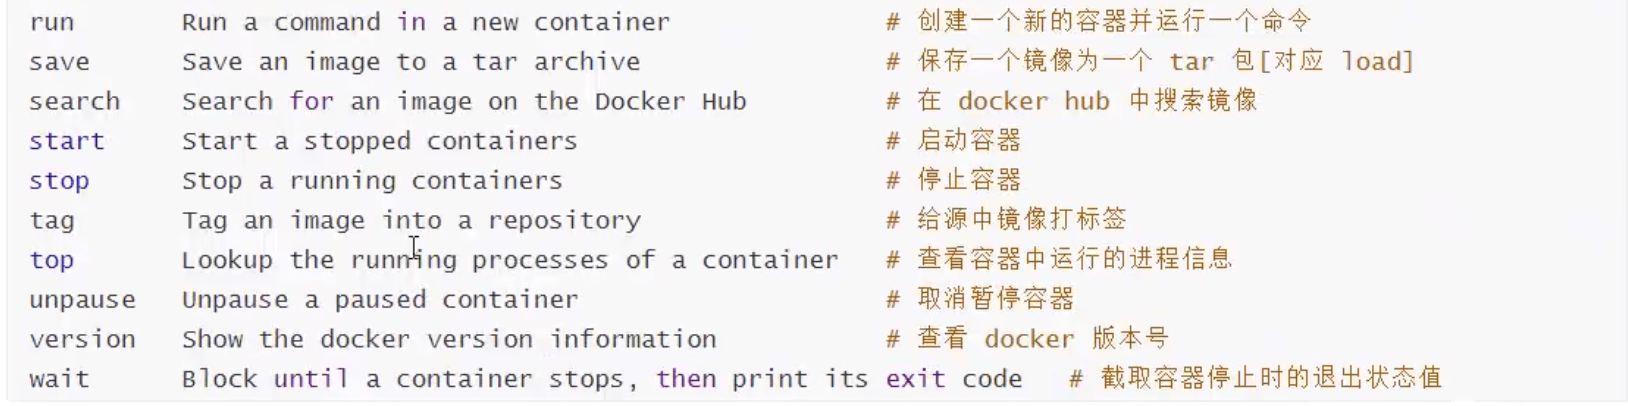 run Run a command in a new container # 创建一个新的容器并运行一个命令
save Save an image to a tar archive # 保存一个镜像为一个 tar 包[对应 load]
search Search for an image on the Docker Hub # 在 docker hub 中搜索镜像
start Start a stopped containers # 启动容器
stop Stop a running containers # 停止容器
tag Tag an image into a repository # 给源中镜像打标签
top Lookup the running processes of a container # 查看容器中运行的进程信息
unpause Unpause a paused container # 取消暂停容器
version Show the docker version information # 查看 docker 版本号
wait Block until a container stops, then print its exit code # 截取容器停止时的退出状态值